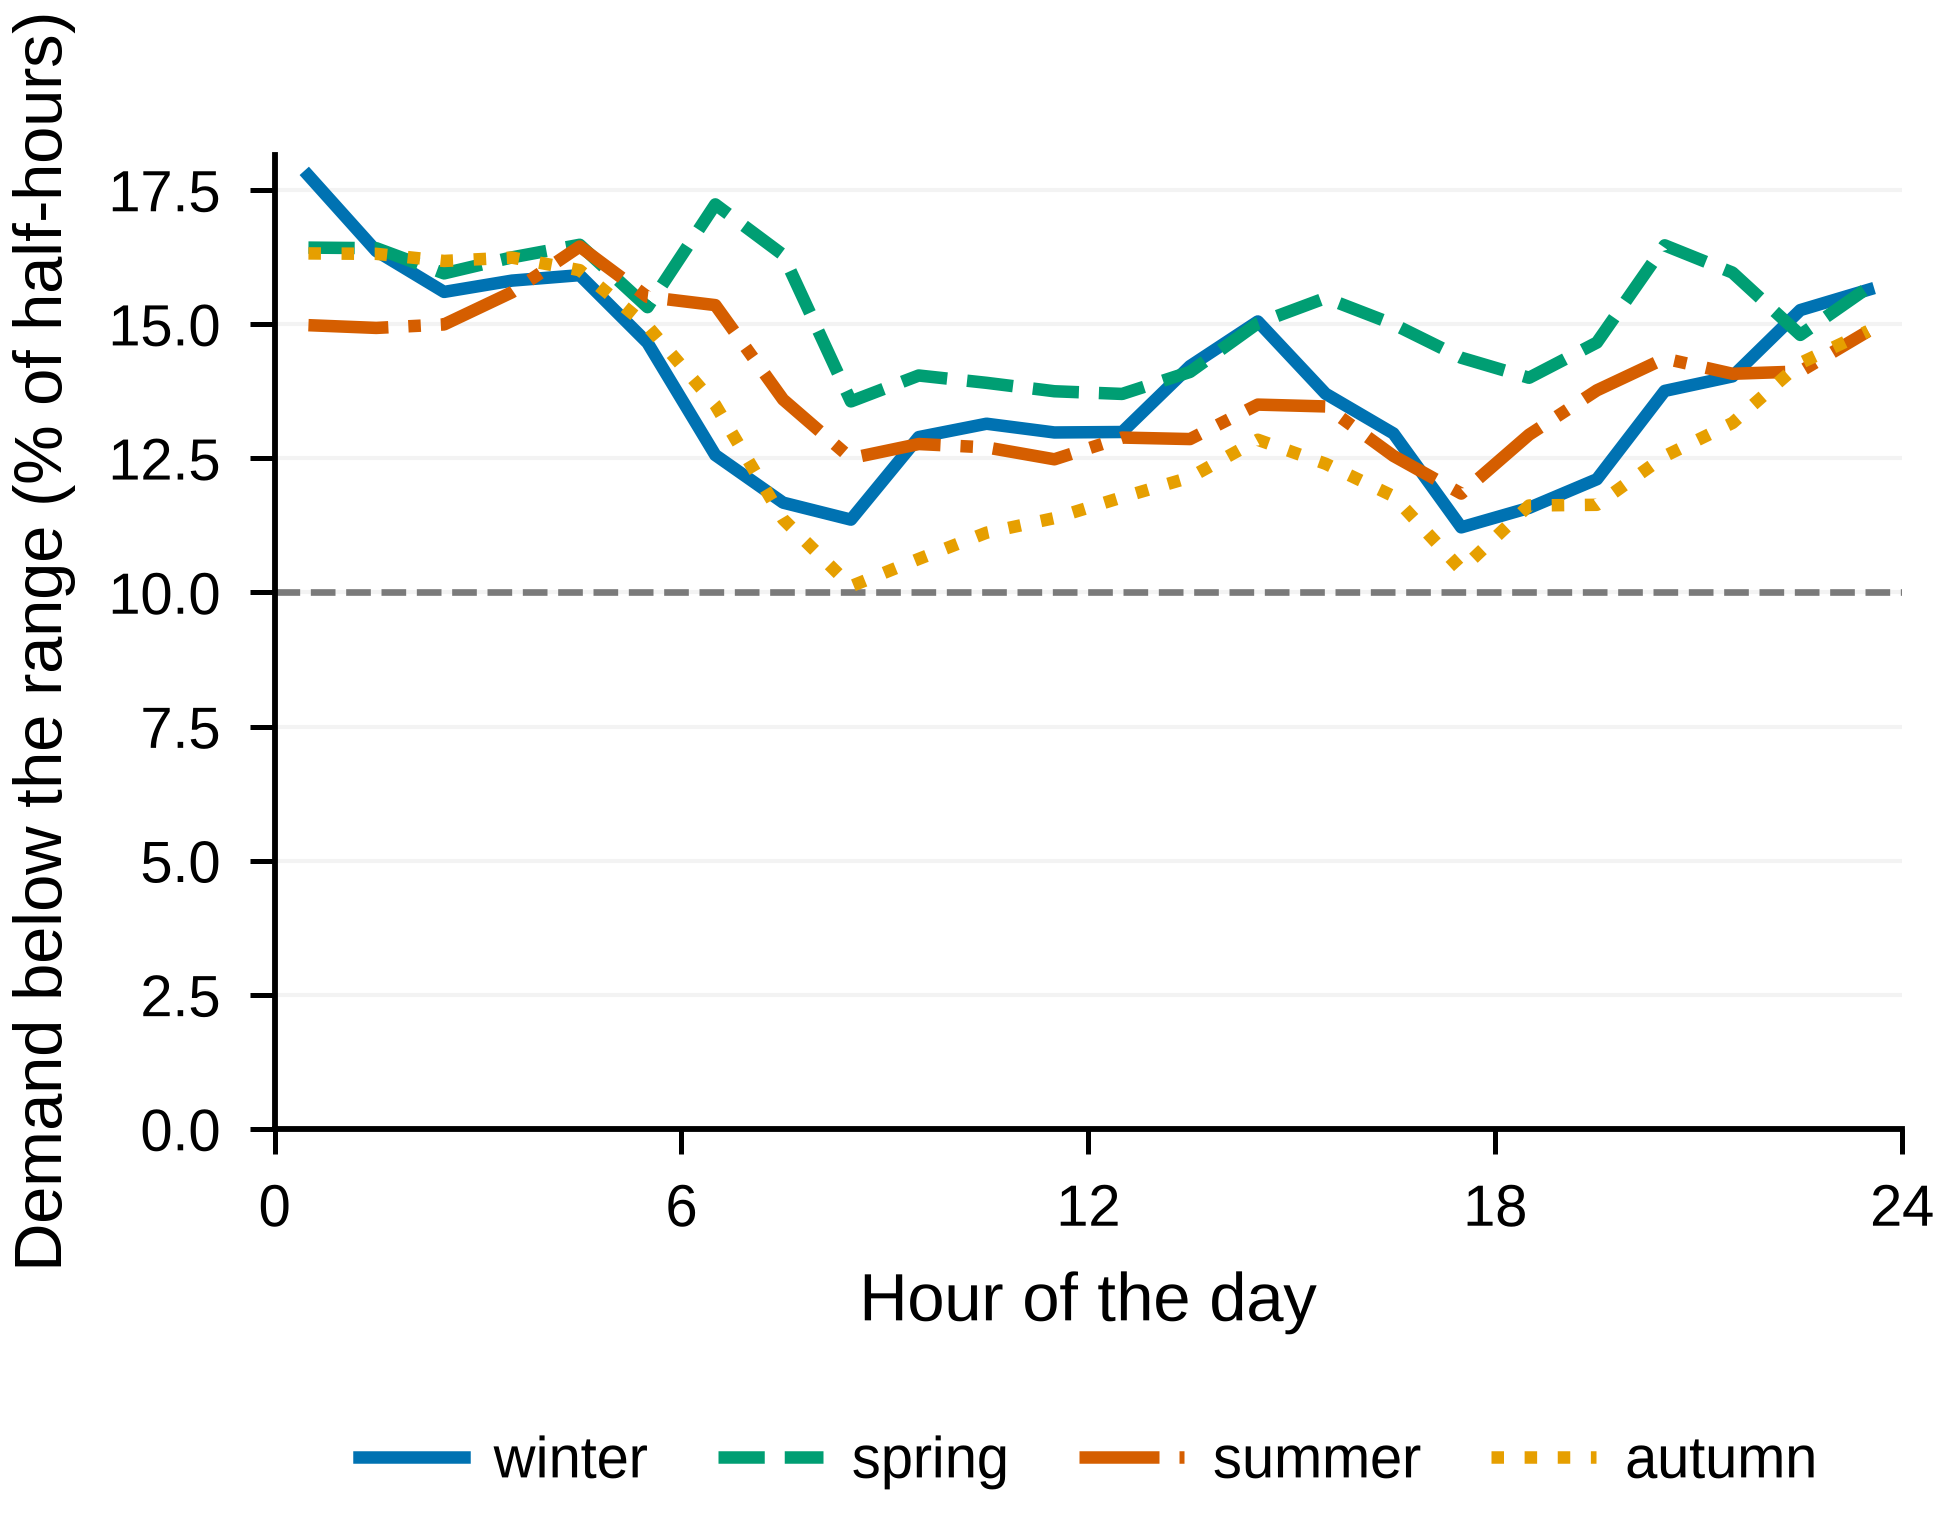 Demand below the range (% of half-hours)
17.5
15.0
12.5
10.0
7.5
5.0
2.5
0.0
0 6 12 18 24
Hour of the day
winter spring summer autumn